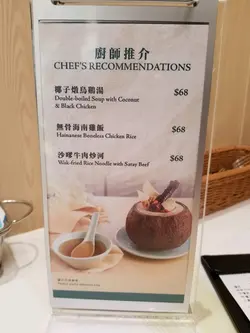 廚師推介
CHEF'S RECOMMENDATIONS
椰子燉烏雞湯
Double-boiled Soup with Coconut
& Black Chicken
$68
無骨海南雞飯
Hainanese Boneless Chicken Rice
$68
沙嗲牛肉炒河
Wok-fried Rice Noodle with Satay Beef
$68